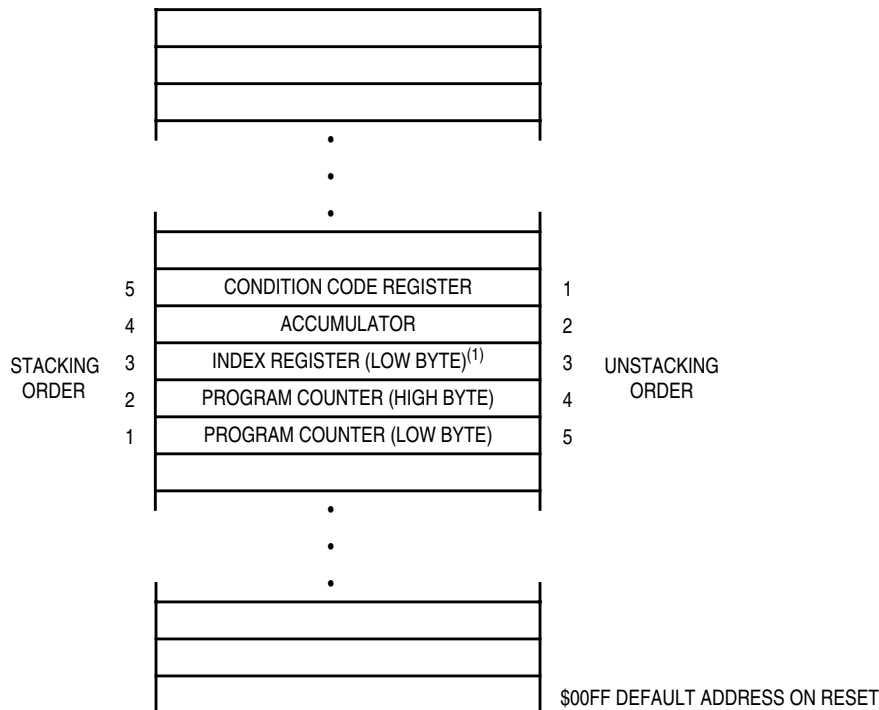 5 CONDITION CODE REGISTER 1
4 ACCUMULATOR 2
STACKING ORDER
3 INDEX REGISTER (LOW BYTE)(1) 3
UNSTACKING ORDER
2 PROGRAM COUNTER (HIGH BYTE) 4
1 PROGRAM COUNTER (LOW BYTE) 5
$00FF DEFAULT ADDRESS ON RESET